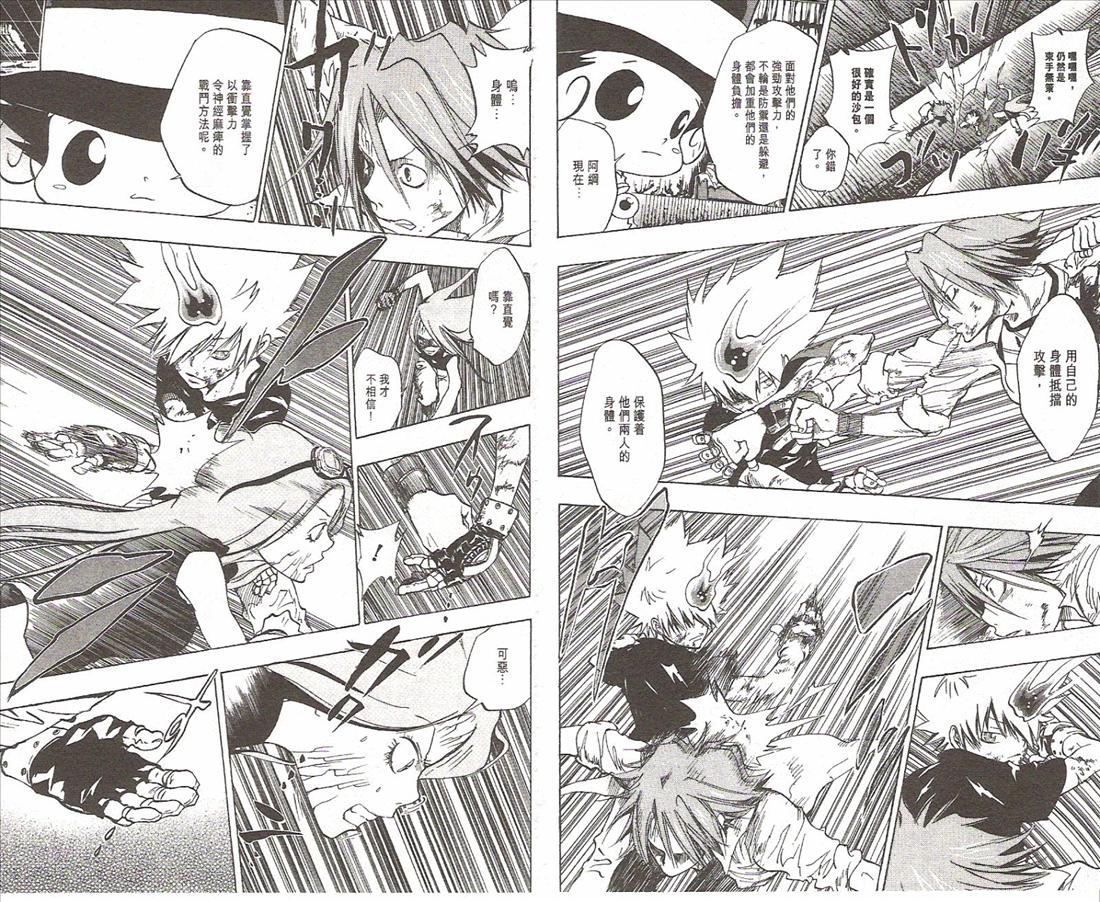 嘿嘿嘿,
仍然是
束手無策。
確實是一個
很好的沙包。
你錯
了。
面對他們的
強勁攻擊力，
不論是防禦還是躲避，
都會加重他們的
身體負擔。
阿綱
現在…
用自己的
身體抵擋
攻擊，
保護着
他們兩人的
身體。
嗚…
身體…
靠直覺掌握了
以衝擊力
令神經麻痺的
戰鬥方法呢。
靠直覺
嗎？
我才
不相信！
！
可惡…